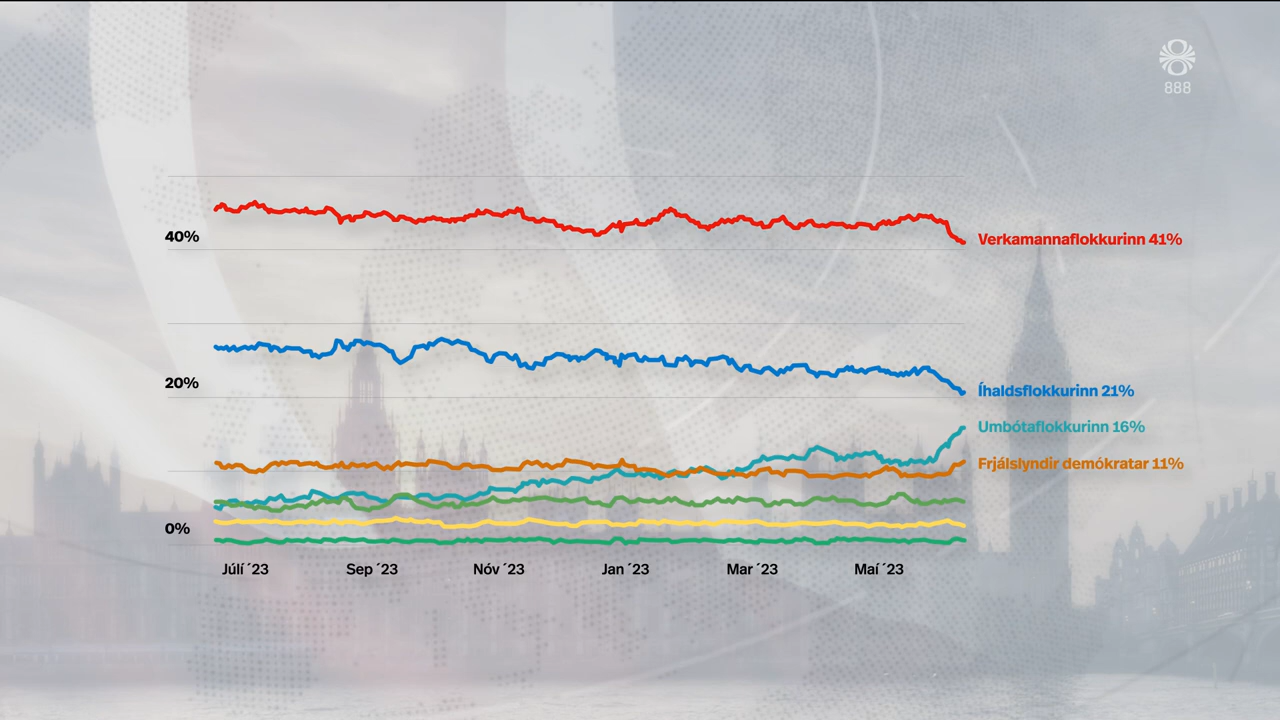 888
40%
Verkamannaflokkurinn 41%
20%
Íhaldsflokkurinn 21%
Umbótaflokkurinn 16%
Frjálslyndir demókratar 11%
0%
Júlí ´23
Sep ´23
Nóv ´23
Jan ´23
Mar ´23
Maí ´23